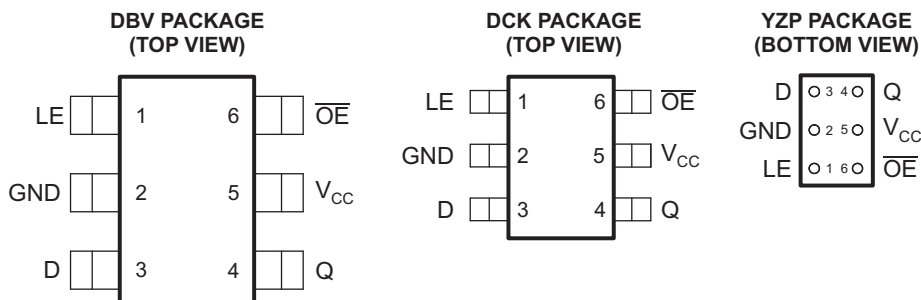 DBV PACKAGE
(TOP VIEW)
LE 1 6 OE
GND 2 5 VCC
D 3 4 Q
DCK PACKAGE
(TOP VIEW)
LE 1 6 OE
GND 2 5 VCC
D 3 4 Q
YZP PACKAGE
(BOTTOM VIEW)
D 3 4 Q
GND 2 5 VCC
LE 1 6 OE